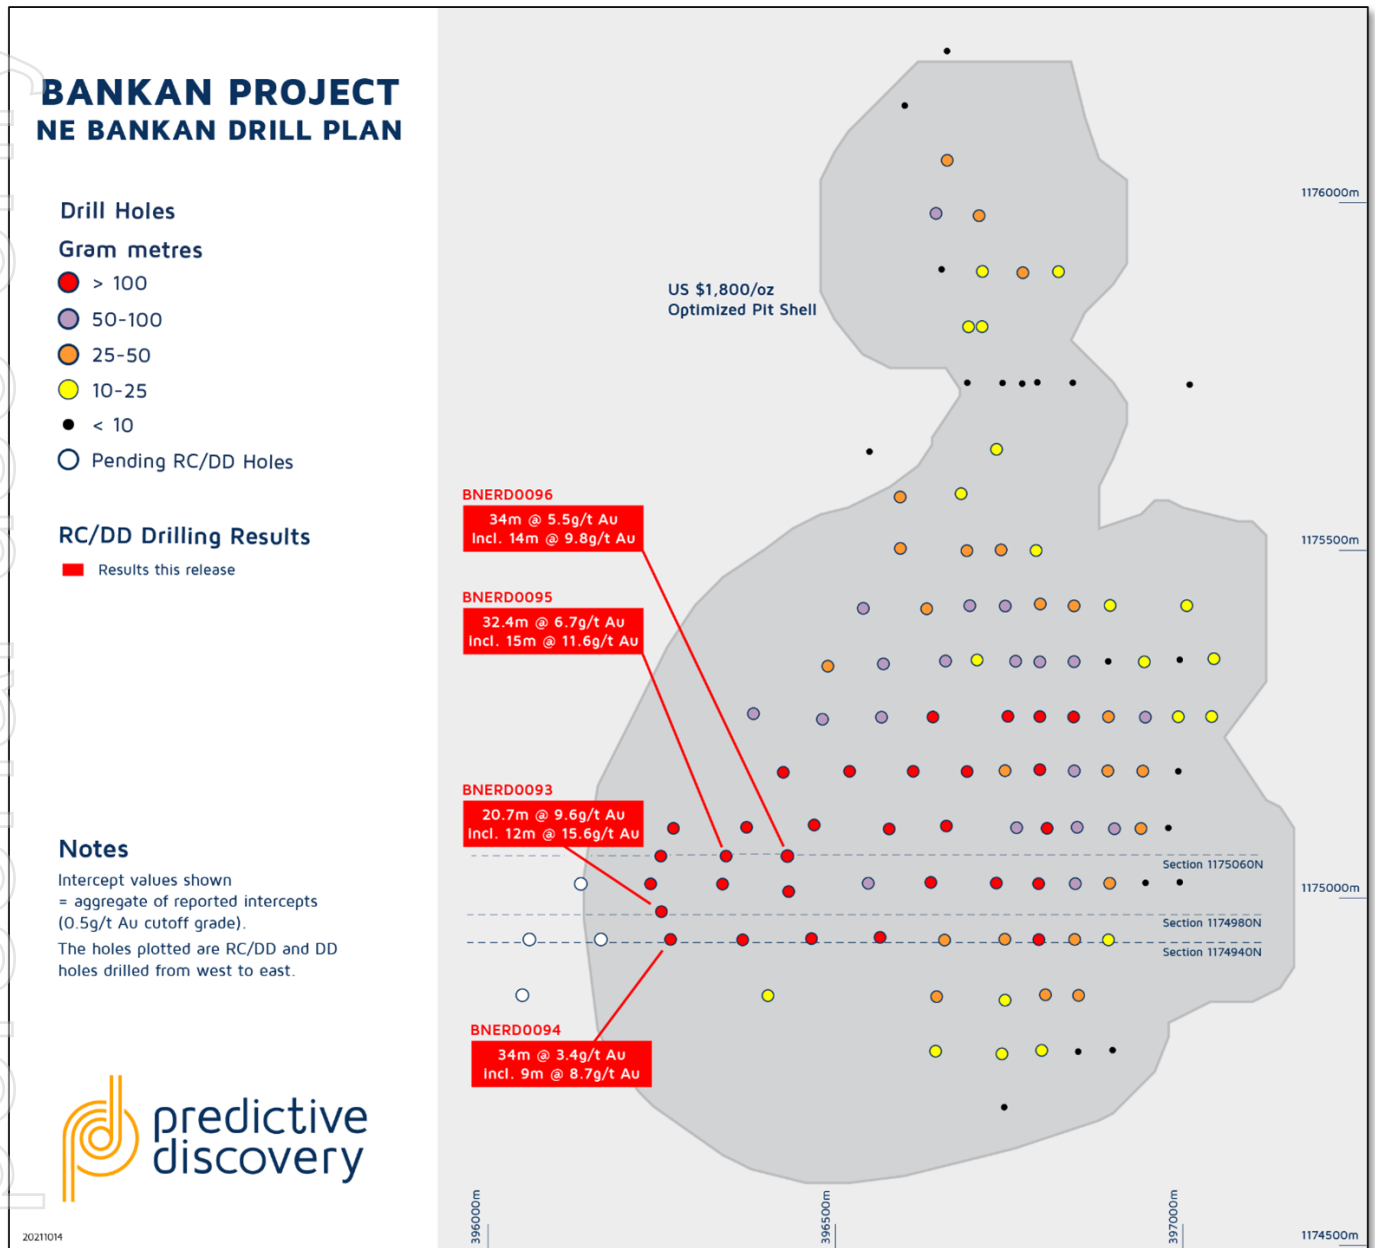 BANKAN PROJECT
NE BANKAN DRILL PLAN
Drill Holes
Gram metres
> 100
50-100
25-50
10-25
< 10
Pending RC/DD Holes
RC/DD Drilling Results
Results this release
Notes
Intercept values shown
= aggregate of reported intercepts
(0.5g/t Au cutoff grade).
The holes plotted are RC/DD and DD
holes drilled from west to east.
predictive
discovery
20211014
US $1,800/oz
Optimized Pit Shell
BNERD0096
34m @ 5.5g/t Au
Incl. 14m @ 9.8g/t Au
BNERD0095
32.4m @ 6.7g/t Au
incl. 15m @ 11.6g/t Au
BNERD0093
20.7m @ 9.6g/t Au
Incl. 12m @ 15.6g/t Au
BNERD0094
34m @ 3.4g/t Au
incl. 9m @ 8.7g/t Au
Section 1175060N
Section 1174980N
Section 1174940N
1176000m
1175500m
1175000m
1174500m
396000m
396500m
397000m